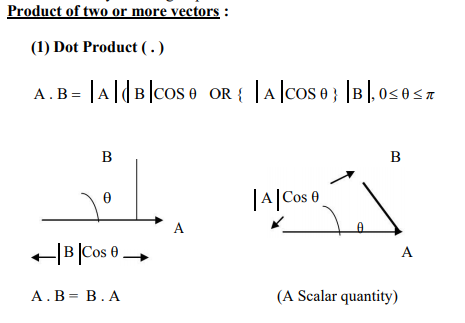 Product of two or more vectors :
(1) Dot Product ( . )
A . B = |A|(|B|COS θ OR { |A|COS θ } |B|, 0 ≤ θ ≤ π
B B
θ |A| Cos θ
θ
A
|B| Cos θ A
A . B = B . A (A Scalar quantity)